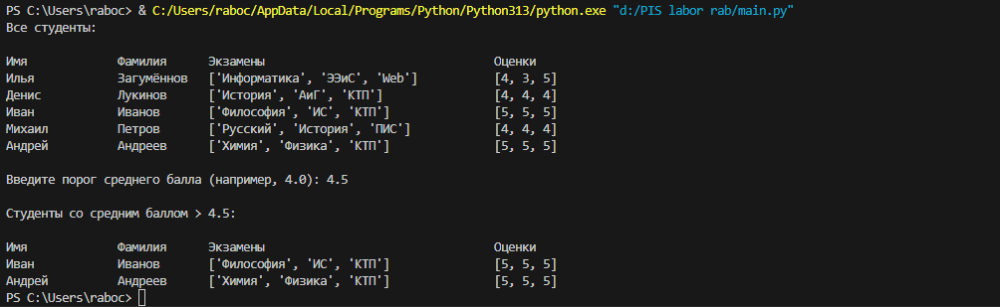 PS C:\Users\raboc> & C:/Users/raboc/AppData/Local/Programs/Python/Python313/python.exe "d:/PIS labor rab/main.py"
Все студенты:
Имя Фамилия Экзамены Оценки
Илья Загумённов ['Информатика', 'ЭЭиС', 'Web'] [4, 3, 5]
Денис Лукинов ['История', 'АиГ', 'КТП'] [4, 4, 4]
Иван Иванов ['Философия', 'ИС', 'КТП'] [5, 5, 5]
Михаил Петров ['Русский', 'История', 'ПИС'] [4, 4, 4]
Андрей Андреев ['Химия', 'Физика', 'КТП'] [5, 5, 5]
Введите порог среднего балла (например, 4.0): 4.5
Студенты со средним баллом > 4.5:
Имя Фамилия Экзамены Оценки
Иван Иванов ['Философия', 'ИС', 'КТП'] [5, 5, 5]
Андрей Андреев ['Химия', 'Физика', 'КТП'] [5, 5, 5]
PS C:\Users\raboc>